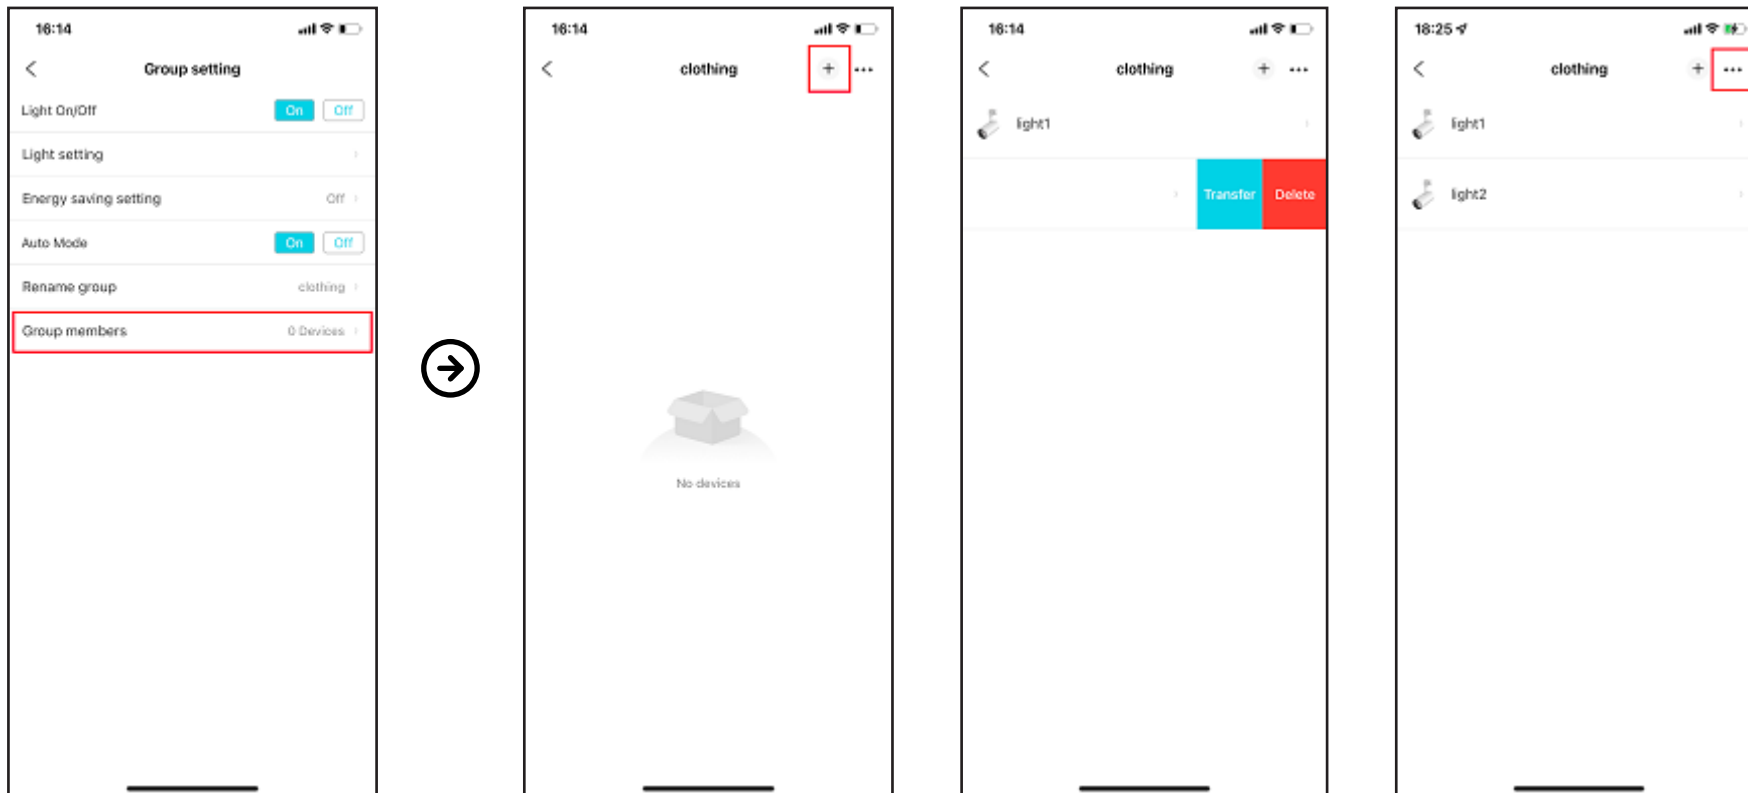 16:14
Group setting
Light On/Off On Off
Light setting
Energy saving setting Off
Auto Mode On Off
Rename group clothing
Group members 0 Devices
16:14
clothing
No devices
16:14
clothing
light1
Transfer Delete
18:25
clothing
light1
light2